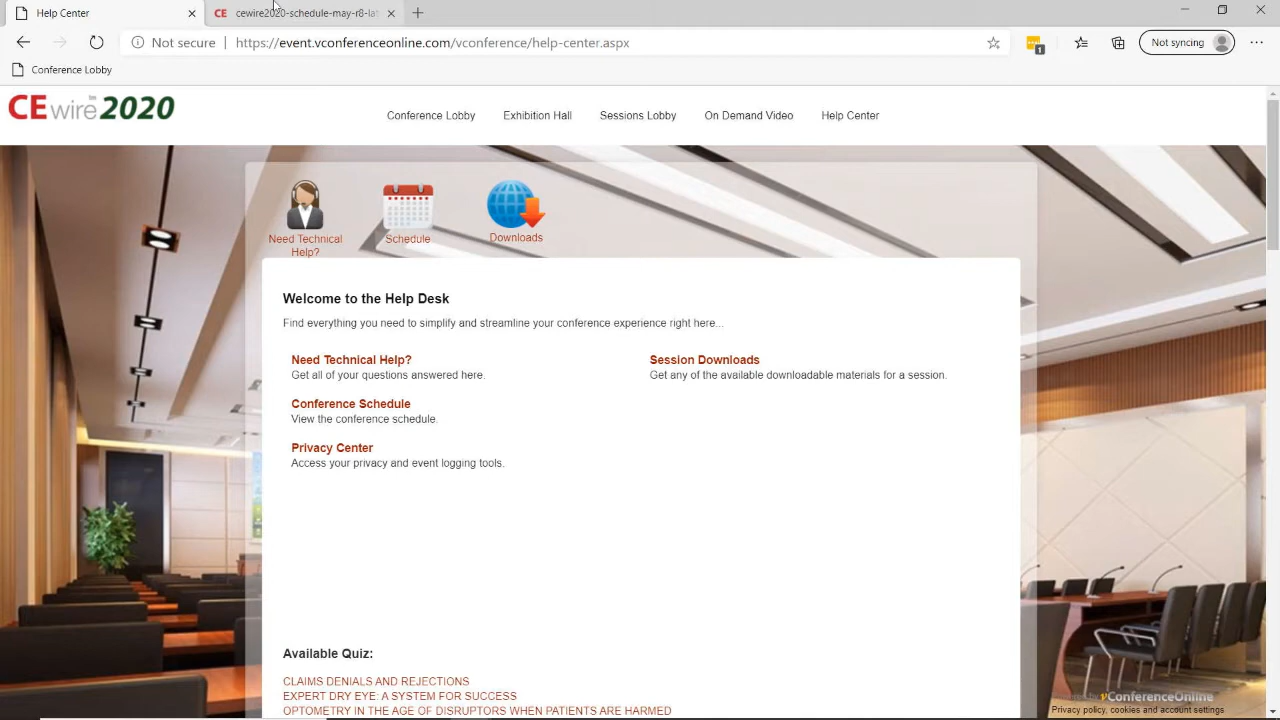 Help Center
cewire2020-schedule-may-r8-lat
Not secure
https://event.vconferenceonline.com/vconference/help-center.aspx
1
Not syncing
Conference Lobby
CEwire2020
Conference Lobby
Exhibition Hall
Sessions Lobby
On Demand Video
Help Center
Need Technical
Help?
Schedule
Downloads
Welcome to the Help Desk
Find everything you need to simplify and streamline your conference experience right here...
Need Technical Help?
Get all of your questions answered here.
Session Downloads
Get any of the available downloadable materials for a session.
Conference Schedule
View the conference schedule.
Privacy Center
Access your privacy and event logging tools.
Available Quiz:
CLAIMS DENIALS AND REJECTIONS
EXPERT DRY EYE: A SYSTEM FOR SUCCESS
OPTOMETRY IN THE AGE OF DISRUPTORS WHEN PATIENTS ARE HARMED
vConferenceOnline
Privacy policy, cookies and account settings